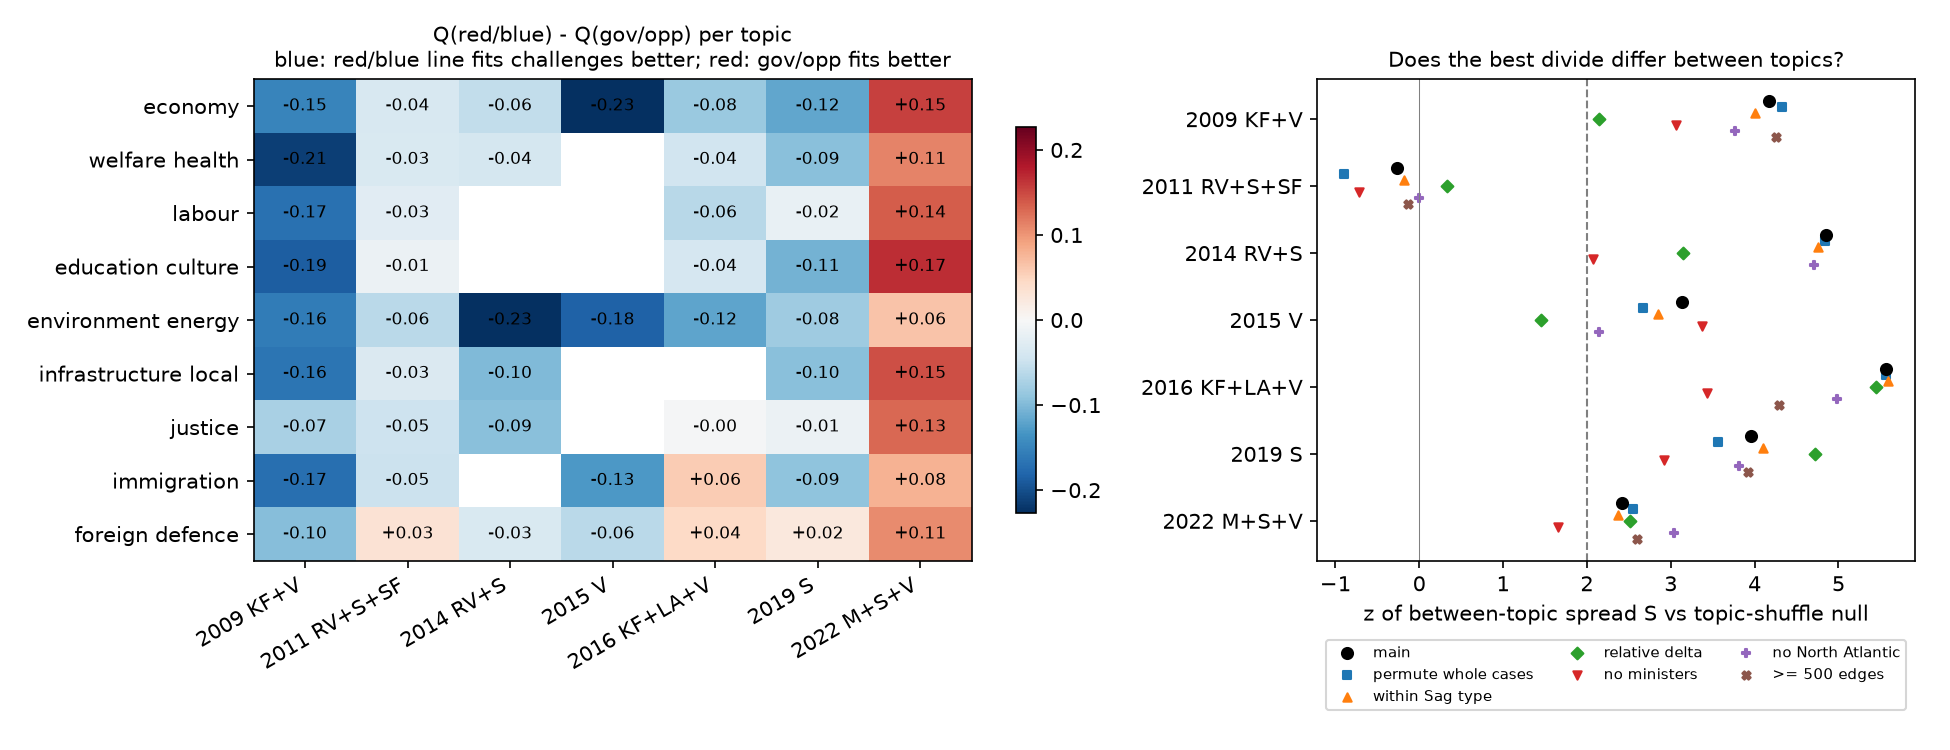 Q(red/blue) - Q(gov/opp) per topic
blue: red/blue line fits challenges better; red: gov/opp fits better
economy -0.15 -0.04 -0.06 -0.23 -0.08 -0.12 +0.15
welfare health -0.21 -0.03 -0.04 -0.04 -0.09 +0.11
labour -0.17 -0.03 -0.06 -0.02 +0.14
education culture -0.19 -0.01 -0.04 -0.11 +0.17
environment energy -0.16 -0.06 -0.23 -0.18 -0.12 -0.08 +0.06
infrastructure local -0.16 -0.03 -0.10 -0.10 +0.15
justice -0.07 -0.05 -0.09 -0.00 -0.01 +0.13
immigration -0.17 -0.05 -0.13 +0.06 -0.09 +0.08
foreign defence -0.10 +0.03 -0.03 -0.06 +0.04 +0.02 +0.11
2009 KF+V
2011 RV+S+SF
2014 RV+S
2015 V
2016 KF+LA+V
2019 S
2022 M+S+V
0.2
0.1
0.0
−0.1
−0.2
Does the best divide differ between topics?
2009 KF+V
2011 RV+S+SF
2014 RV+S
2015 V
2016 KF+LA+V
2019 S
2022 M+S+V
−1 0 1 2 3 4 5
z of between-topic spread S vs topic-shuffle null
main
permute whole cases
within Sag type
relative delta
no ministers
no North Atlantic
>= 500 edges